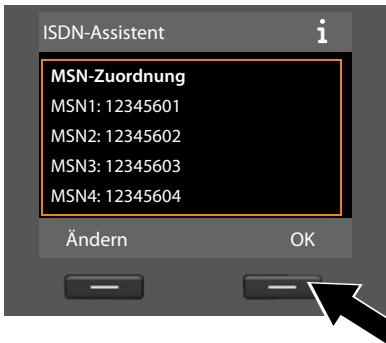 ISDN-Assistent i
MSN-Zuordnung
MSN1: 12345601
MSN2: 12345602
MSN3: 12345603
MSN4: 12345604
Ändern OK